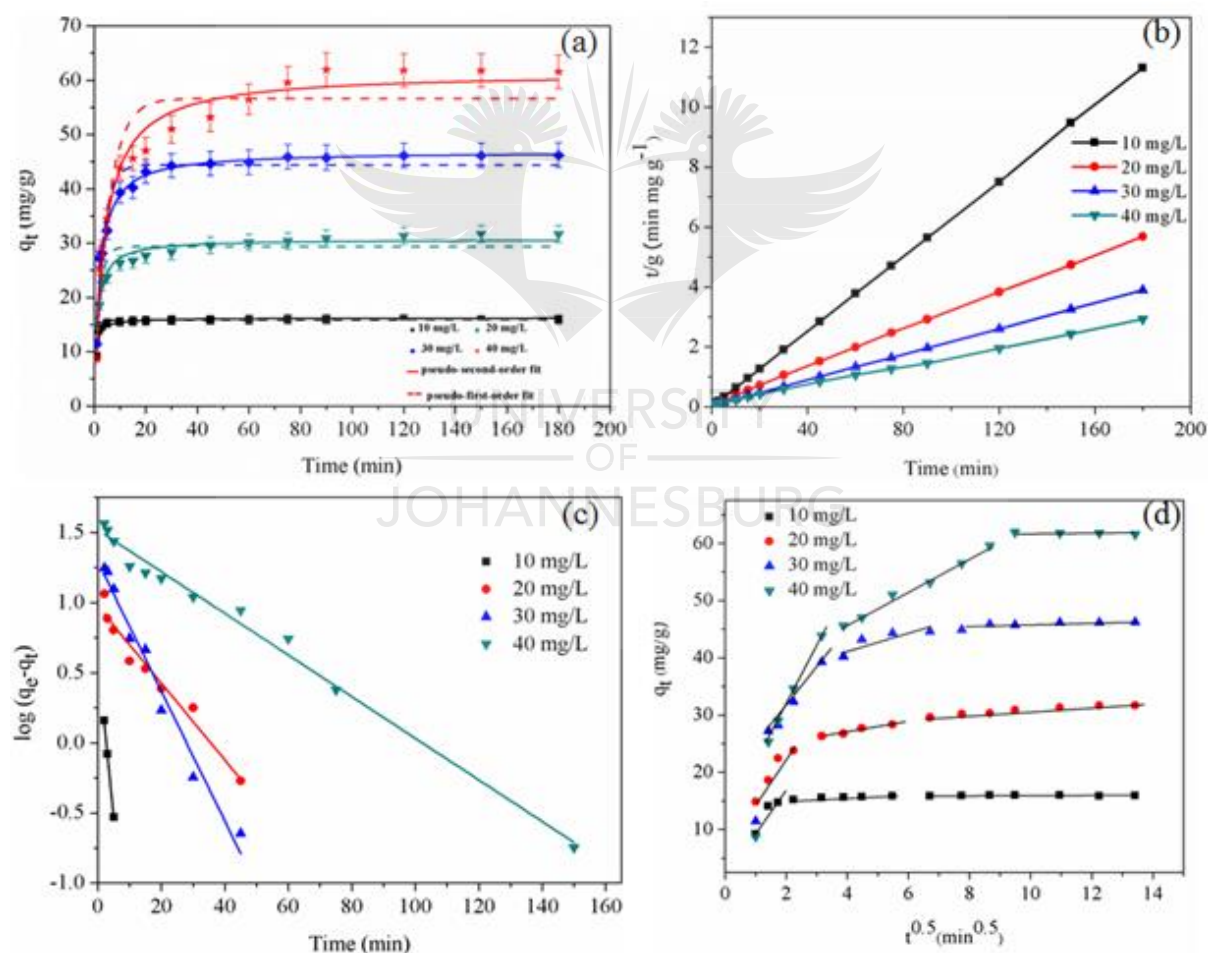 (a)
70
60
50
40
30
20
10
0
qt (mg/g)
0 20 40 60 80 100 120 140 160 180 200
Time (min)
10 mg/L 20 mg/L
30 mg/L 40 mg/L
pseudo-second-order fit
pseudo-first-order fit
(b)
12
10
8
6
4
2
0
t/g (min mg g-1)
0 40 80 120 160 200
Time (min)
10 mg/L
20 mg/L
30 mg/L
40 mg/L
UNIVERSITY
OF
JOHANNESBURG
(c)
1.5
1.0
0.5
0.0
-0.5
-1.0
log (qe-qt)
0 20 40 60 80 100 120 140 160
Time (min)
10 mg/L
20 mg/L
30 mg/L
40 mg/L
(d)
60
50
40
30
20
10
qt (mg/g)
0 2 4 6 8 10 12 14
t0.5(min0.5)
10 mg/L
20 mg/L
30 mg/L
40 mg/L